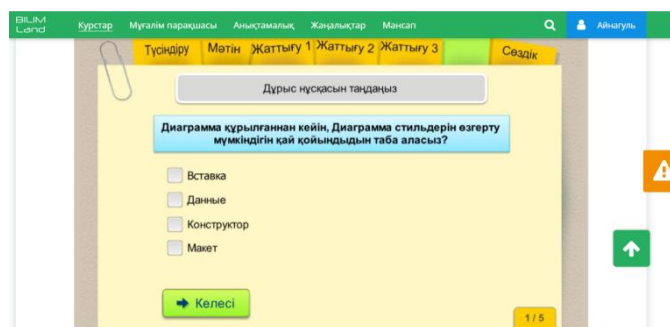 BILIM Land
Курстар Мұғалім парақшасы Анықтамалық Жаңалықтар Мансап Айнагуль
Түсіндіру Мәтін Жаттығу 1 Жаттығу 2 Жаттығу 3 Сөздік
Дұрыс нұсқасын таңдаңыз
Диаграмма құрылғаннан кейін, Диаграмма стильдерін өзгерту
мүмкіндігін қай қойындыдын таба аласыз?
Вставка
Данные
Конструктор
Макет
Келесі
1 / 5